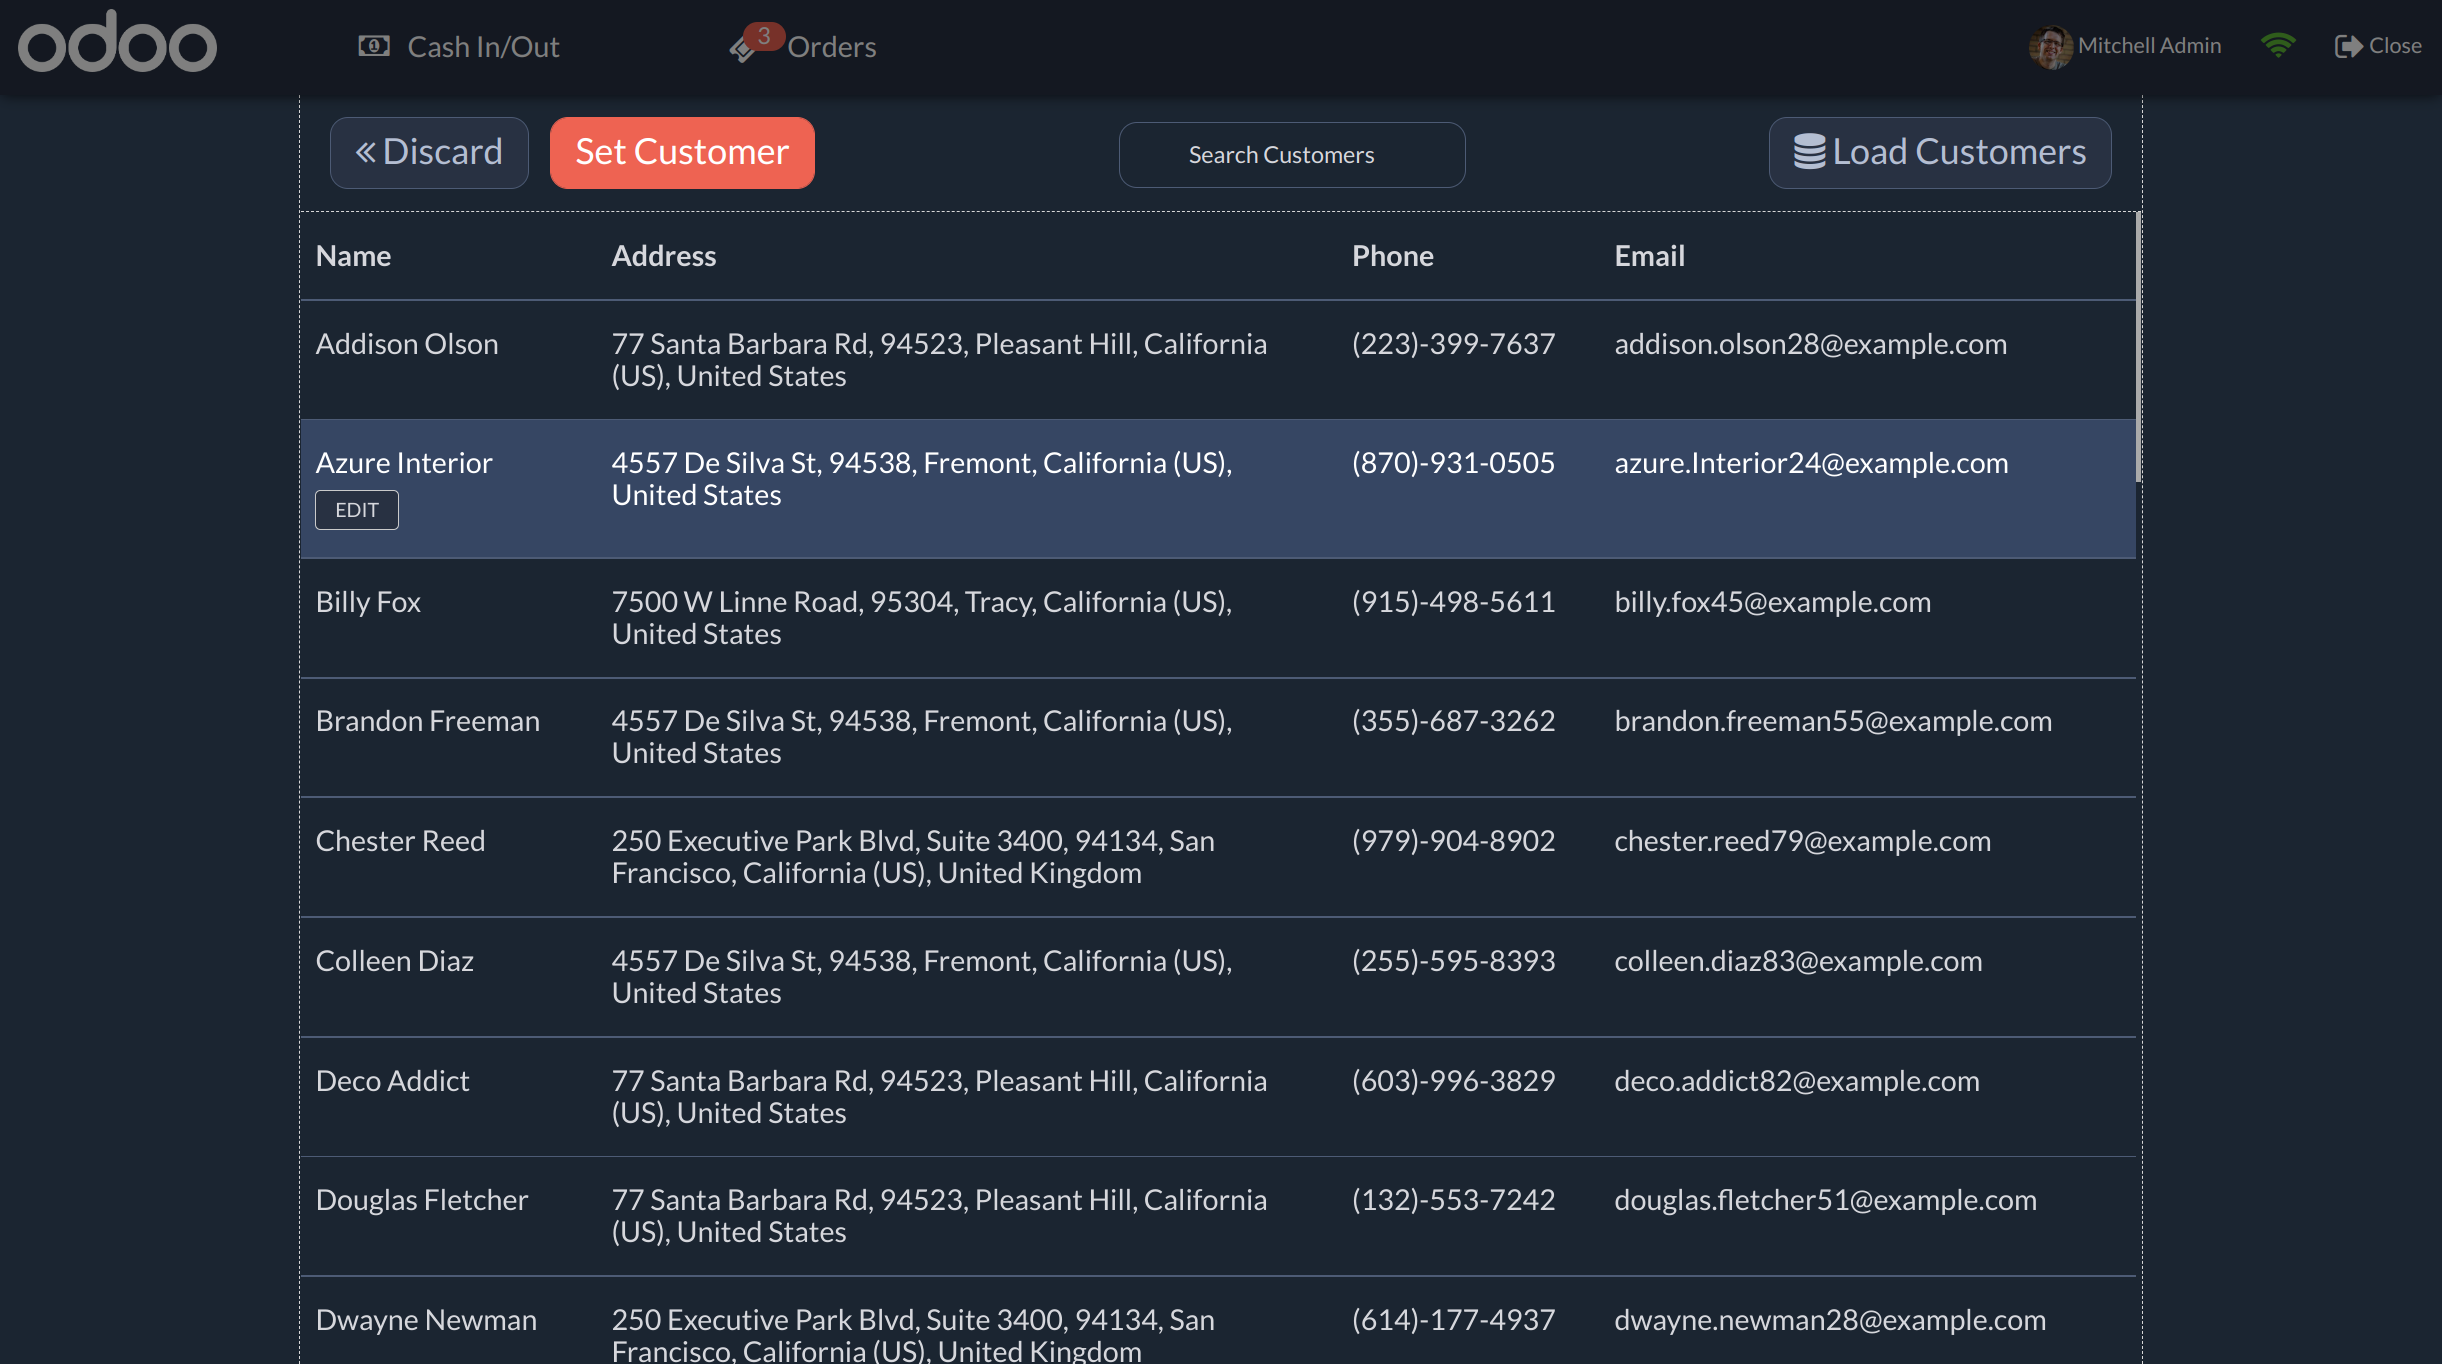 odoo
Cash In/Out
3
Orders
Mitchell Admin
Close
Discard
Set Customer
Search Customers
Load Customers
Name Address Phone Email
Addison Olson 77 Santa Barbara Rd, 94523, Pleasant Hill, California (223)-399-7637 addison.olson28@example.com
(US), United States
Azure Interior 4557 De Silva St, 94538, Fremont, California (US), (870)-931-0505 azure.Interior24@example.com
United States
EDIT
Billy Fox 7500 W Linne Road, 95304, Tracy, California (US), (915)-498-5611 billy.fox45@example.com
United States
Brandon Freeman 4557 De Silva St, 94538, Fremont, California (US), (355)-687-3262 brandon.freeman55@example.com
United States
Chester Reed 250 Executive Park Blvd, Suite 3400, 94134, San (979)-904-8902 chester.reed79@example.com
Francisco, California (US), United Kingdom
Colleen Diaz 4557 De Silva St, 94538, Fremont, California (US), (255)-595-8393 colleen.diaz83@example.com
United States
Deco Addict 77 Santa Barbara Rd, 94523, Pleasant Hill, California (603)-996-3829 deco.addict82@example.com
(US), United States
Douglas Fletcher 77 Santa Barbara Rd, 94523, Pleasant Hill, California (132)-553-7242 douglas.fletcher51@example.com
(US), United States
Dwayne Newman 250 Executive Park Blvd, Suite 3400, 94134, San (614)-177-4937 dwayne.newman28@example.com
Francisco, California (US), United Kingdom